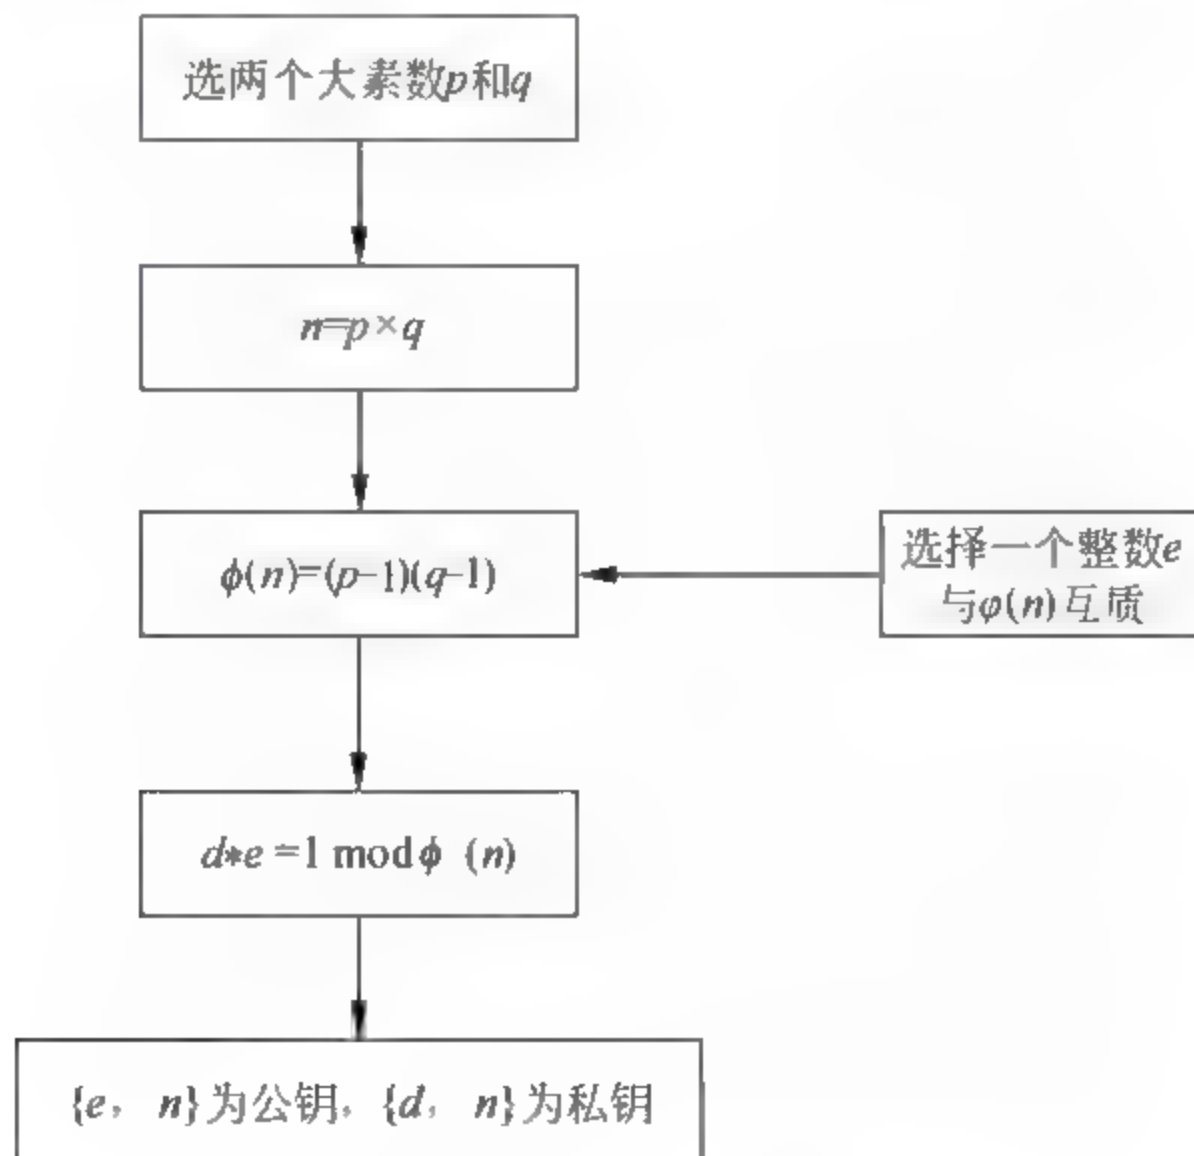 选两个大素数p和q
n=p×q
ϕ(n)=(p-1)(q-1)
选择一个整数e
与φ(n)互质
d*e=1 mod ϕ (n)
{e, n}为公钥, {d, n}为私钥